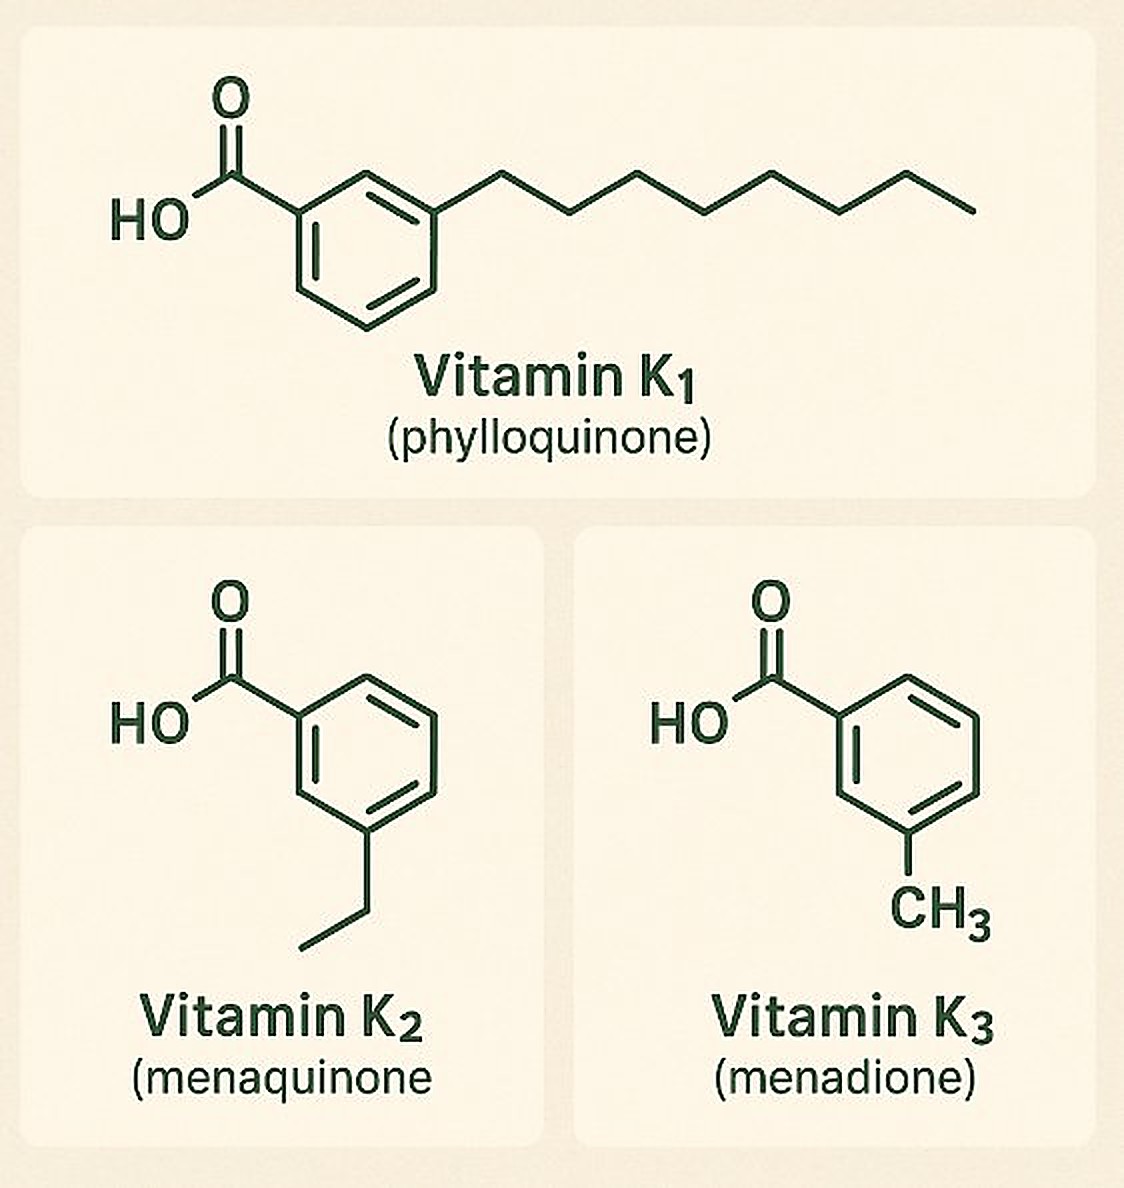 O
HO
Vitamin K₁
(phylloquinone)
O
HO
Vitamin K₂
(menaquinone
O
HO
CH₃
Vitamin K₃
(menadione)